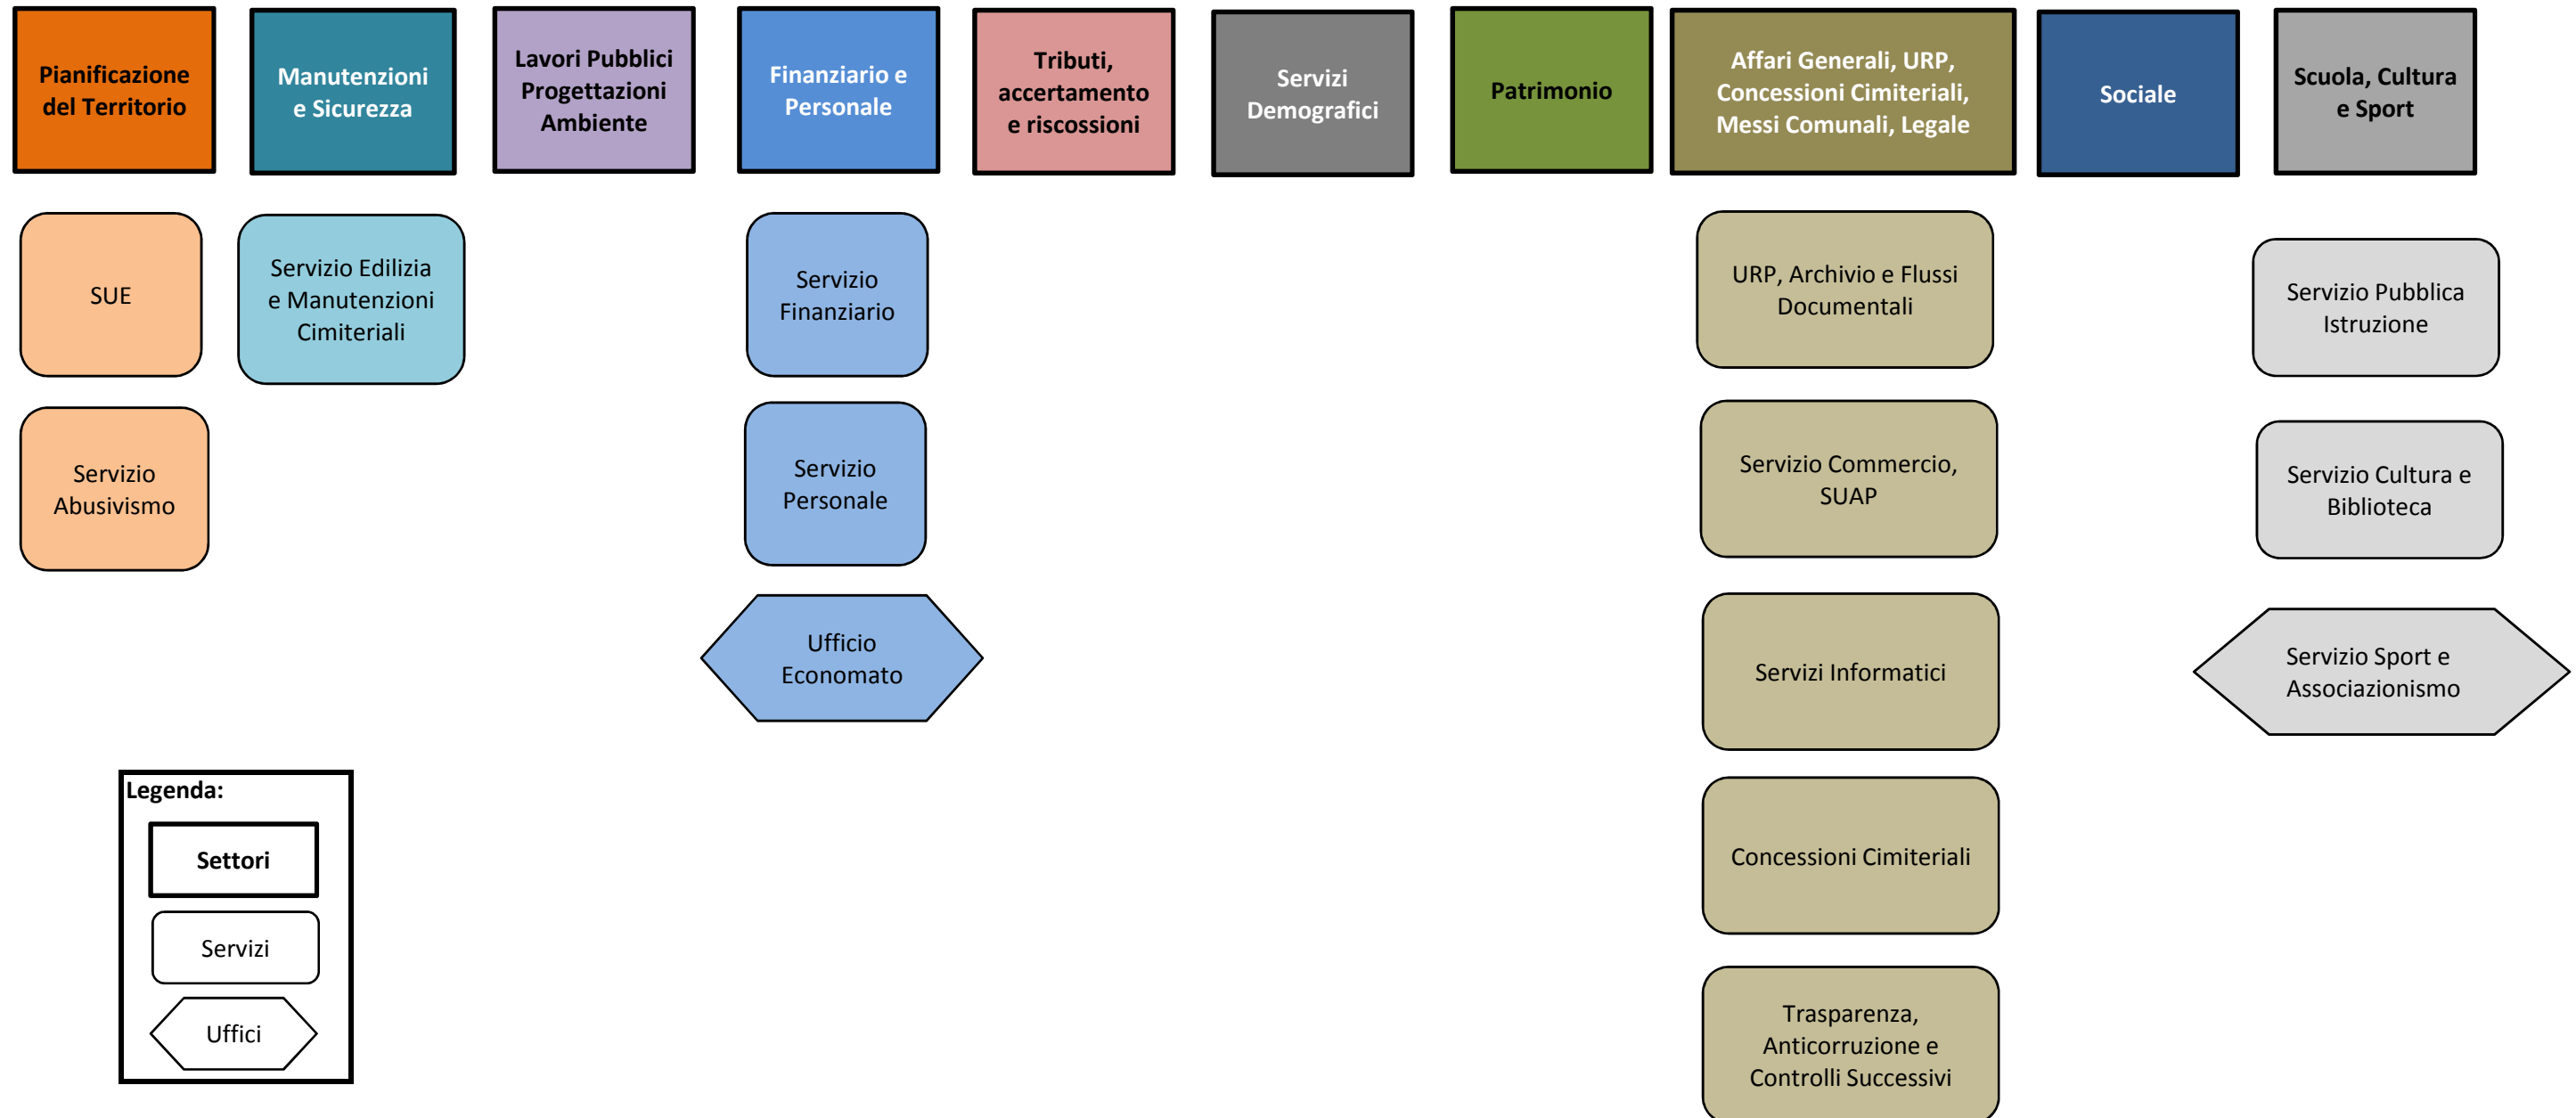 Pianificazione
del Territorio
Manutenzioni
e Sicurezza
Lavori Pubblici
Progettazioni
Ambiente
Finanziario e
Personale
Tributi,
accertamento
e riscossioni
Servizi
Demografici
Patrimonio
Affari Generali, URP,
Concessioni Cimiteriali,
Messi Comunali, Legale
Sociale
Scuola, Cultura
e Sport
SUE
Servizio Edilizia
e Manutenzioni
Cimiteriali
Servizio
Finanziario
URP, Archivio e Flussi
Documentali
Servizio Pubblica
Istruzione
Servizio
Abusivismo
Servizio
Personale
Servizio Commercio,
SUAP
Servizio Cultura e
Biblioteca
Ufficio
Economato
Servizi Informatici
Servizio Sport e
Associazionismo
Concessioni Cimiteriali
Trasparenza,
Anticorruzione e
Controlli Successivi
Legenda:
Settori
Servizi
Uffici